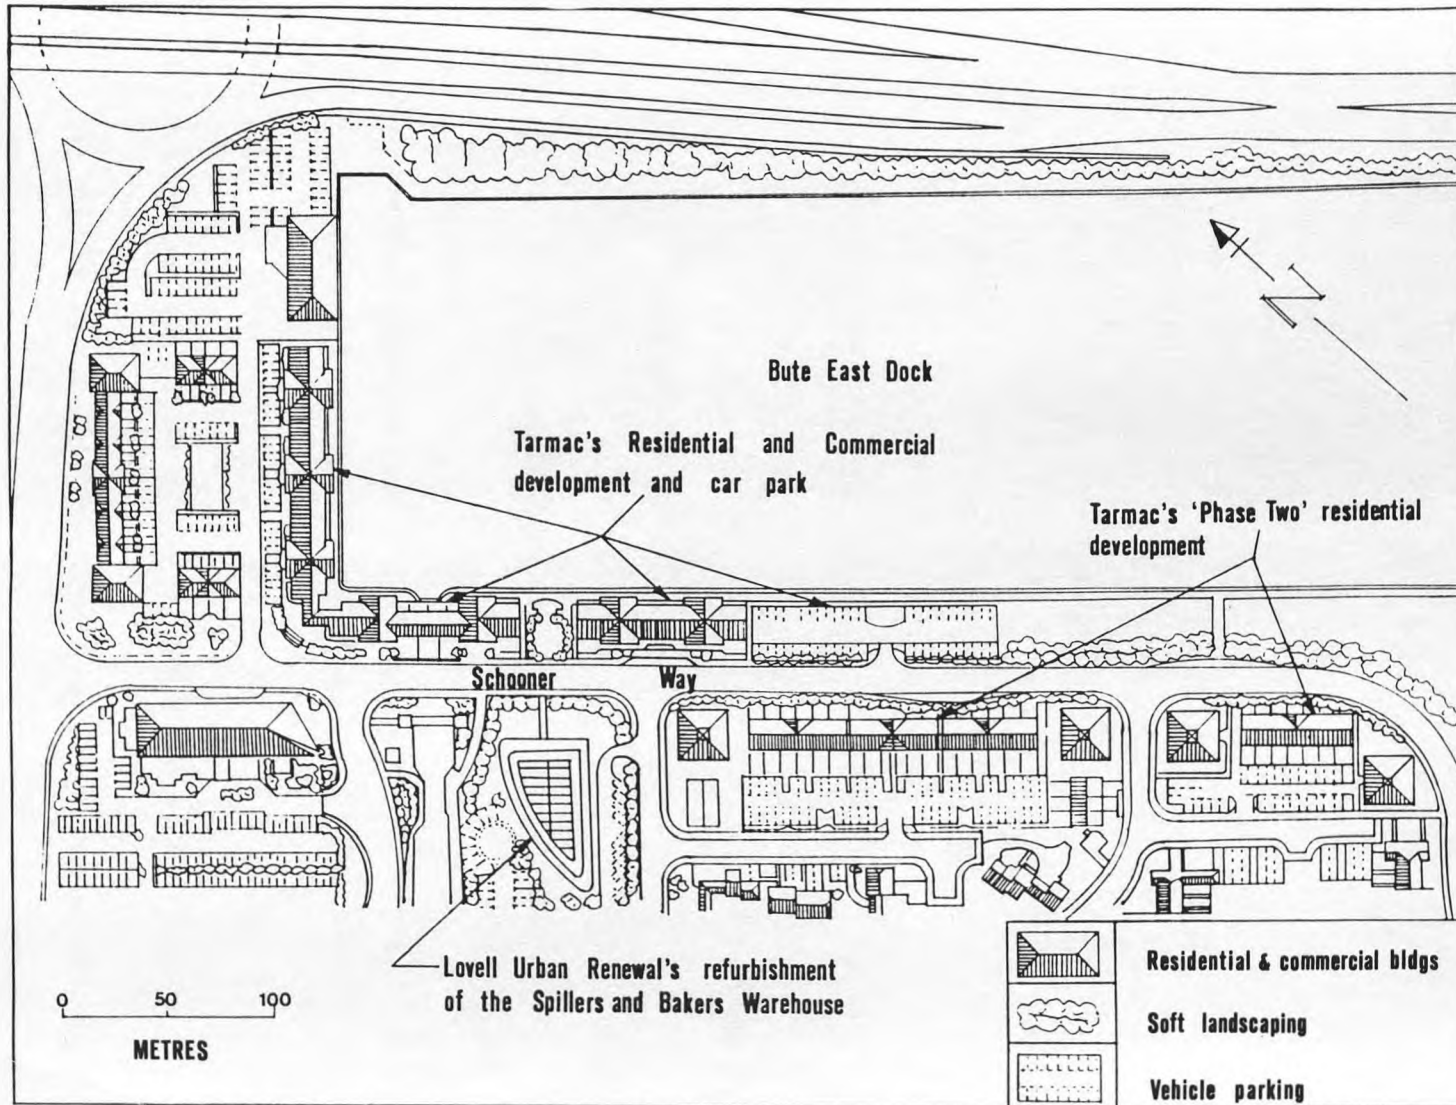 Bute East Dock
Tarmac's Residential and Commercial
development and car park
Tarmac's 'Phase Two' residential
development
Schooner Way
Lovell Urban Renewal's refurbishment
of the Spillers and Bakers Warehouse
0 50 100
METRES
N
Residential & commercial bldgs
Soft landscaping
Vehicle parking